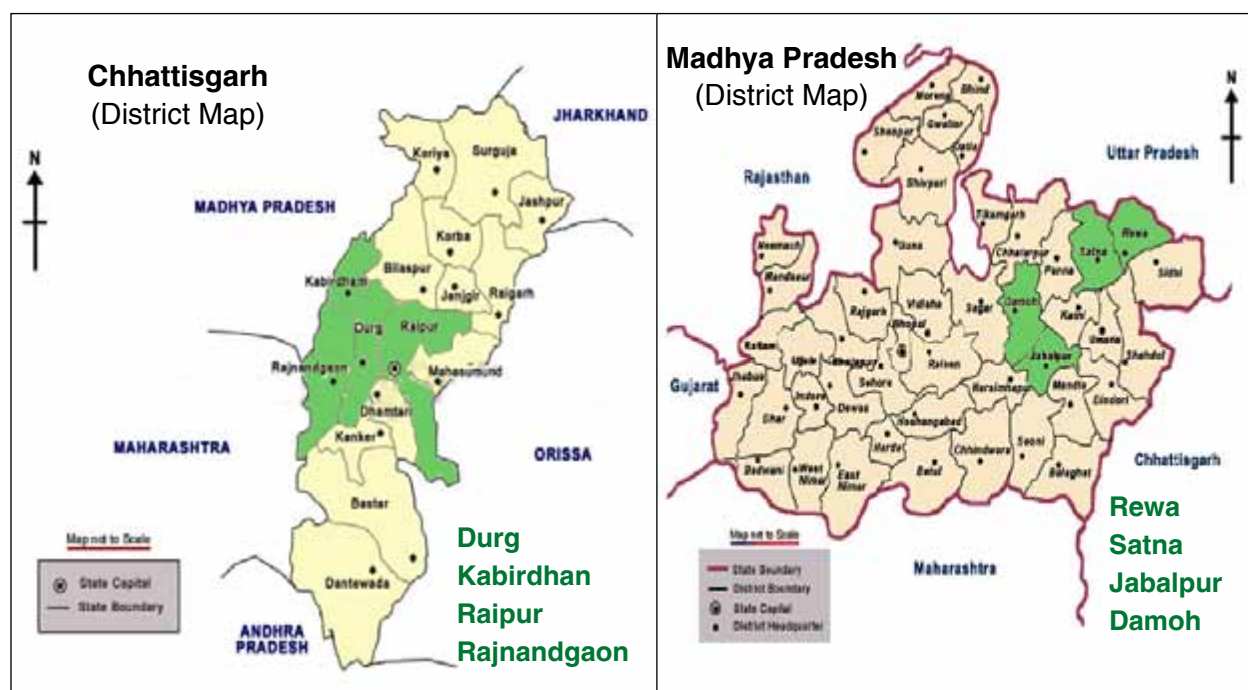 Chhattisgarh
(District Map)
JHARKHAND
N
Koriya
Surguja
Jashpur
MADHYA PRADESH
Korba
Bilaspur
Kabirdham
Janjgir
Raigarh
Durg
Raipur
Rajnandgaon
Mahasumund
Dhamtari
Kanker
MAHARASHTRA
ORISSA
Bastar
Dantewada
Map not to Scale
State Capital
State Boundary
ANDHRA
PRADESH
Durg
Kabirdhan
Raipur
Rajnandgaon
Madhya Pradesh
(District Map)
N
Morena
Bhind
Gwalior
Sheopur
Datia
Uttar Pradesh
Rajasthan
Shivpuri
Tikamgarh
Rewa
Satna
Neemach
Guna
Chhatarpur
Panna
Sidhi
Mandsaur
Vidisha
Damoh
Rajgarh
Sagar
Katni
Bhopal
Umaria
Ratlam
Ujjain
Jabalpur
Shahdol
Raisen
Gujarat
Jhabua
Sehore
Narsimhapur
Mandla
Dindori
Indore
Dhar
Dewas
Hoshangabad
Harda
Seoni
Chhindwara
Chhattisgarh
Badwani
West
Nimar
East
Nimar
Betul
Balaghat
Map not to Scale
State Boundary
District Boundary
State Capital
District Headquarter
Maharashtra
Rewa
Satna
Jabalpur
Damoh